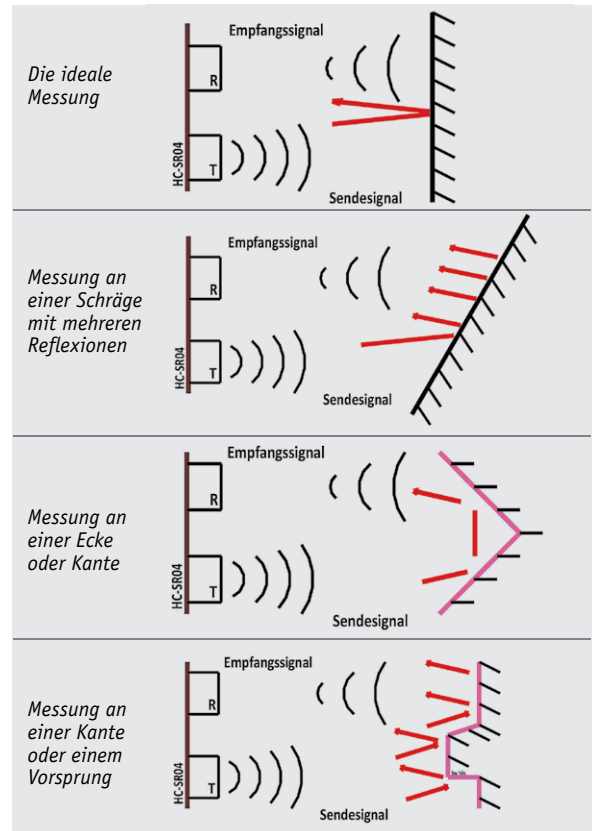 Die ideale
Messung
Empfangssignal
R
HC-SR04
T
Sendesignal
Messung an
einer Schräge
mit mehreren
Reflexionen
Empfangssignal
R
HC-SR04
T
Sendesignal
Messung an
einer Ecke
oder Kante
Empfangssignal
R
HC-SR04
T
Sendesignal
Messung an
einer Kante
oder einem
Vorsprung
Empfangssignal
R
HC-SR04
T
Sendesignal